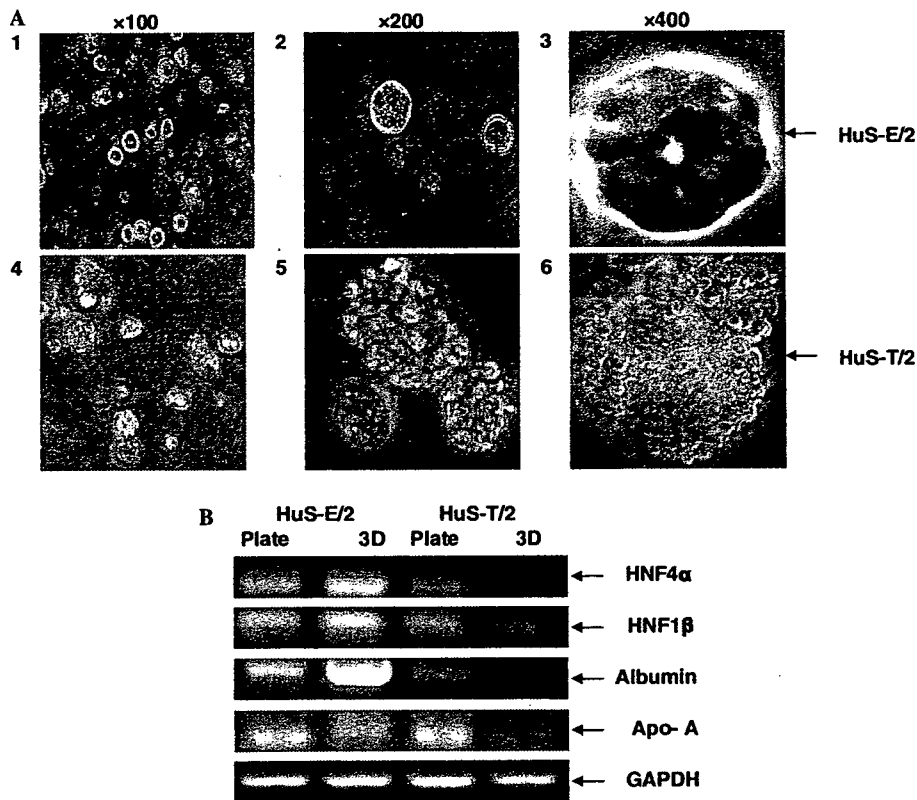 A
×100 ×200 ×400
1 2 3
HuS-E/2
4 5 6
HuS-T/2
B
HuS-E/2 HuS-T/2
Plate 3D Plate 3D
HNF4α
HNF1β
Albumin
Apo- A
GAPDH